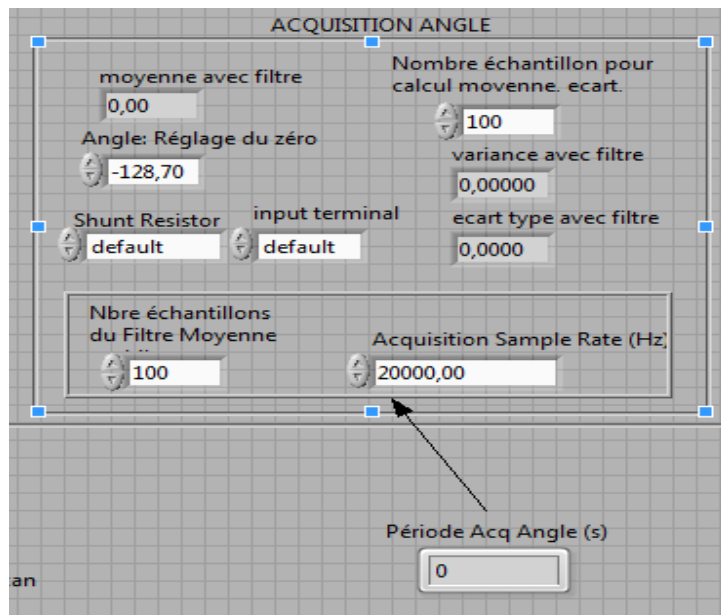 ACQUISITION ANGLE
moyenne avec filtre
0,00
Angle: Réglage du zéro
-128,70
Nombre échantillon pour
calcul movenne. ecart.
100
variance avec filtre
0,00000
Shunt Resistor
default
input terminal
default
ecart type avec filtre
0,0000
Nbre échantillons
du Filtre Moyenne
100
Acquisition Sample Rate (Hz)
20000,00
Période Acq Angle (s)
0
an